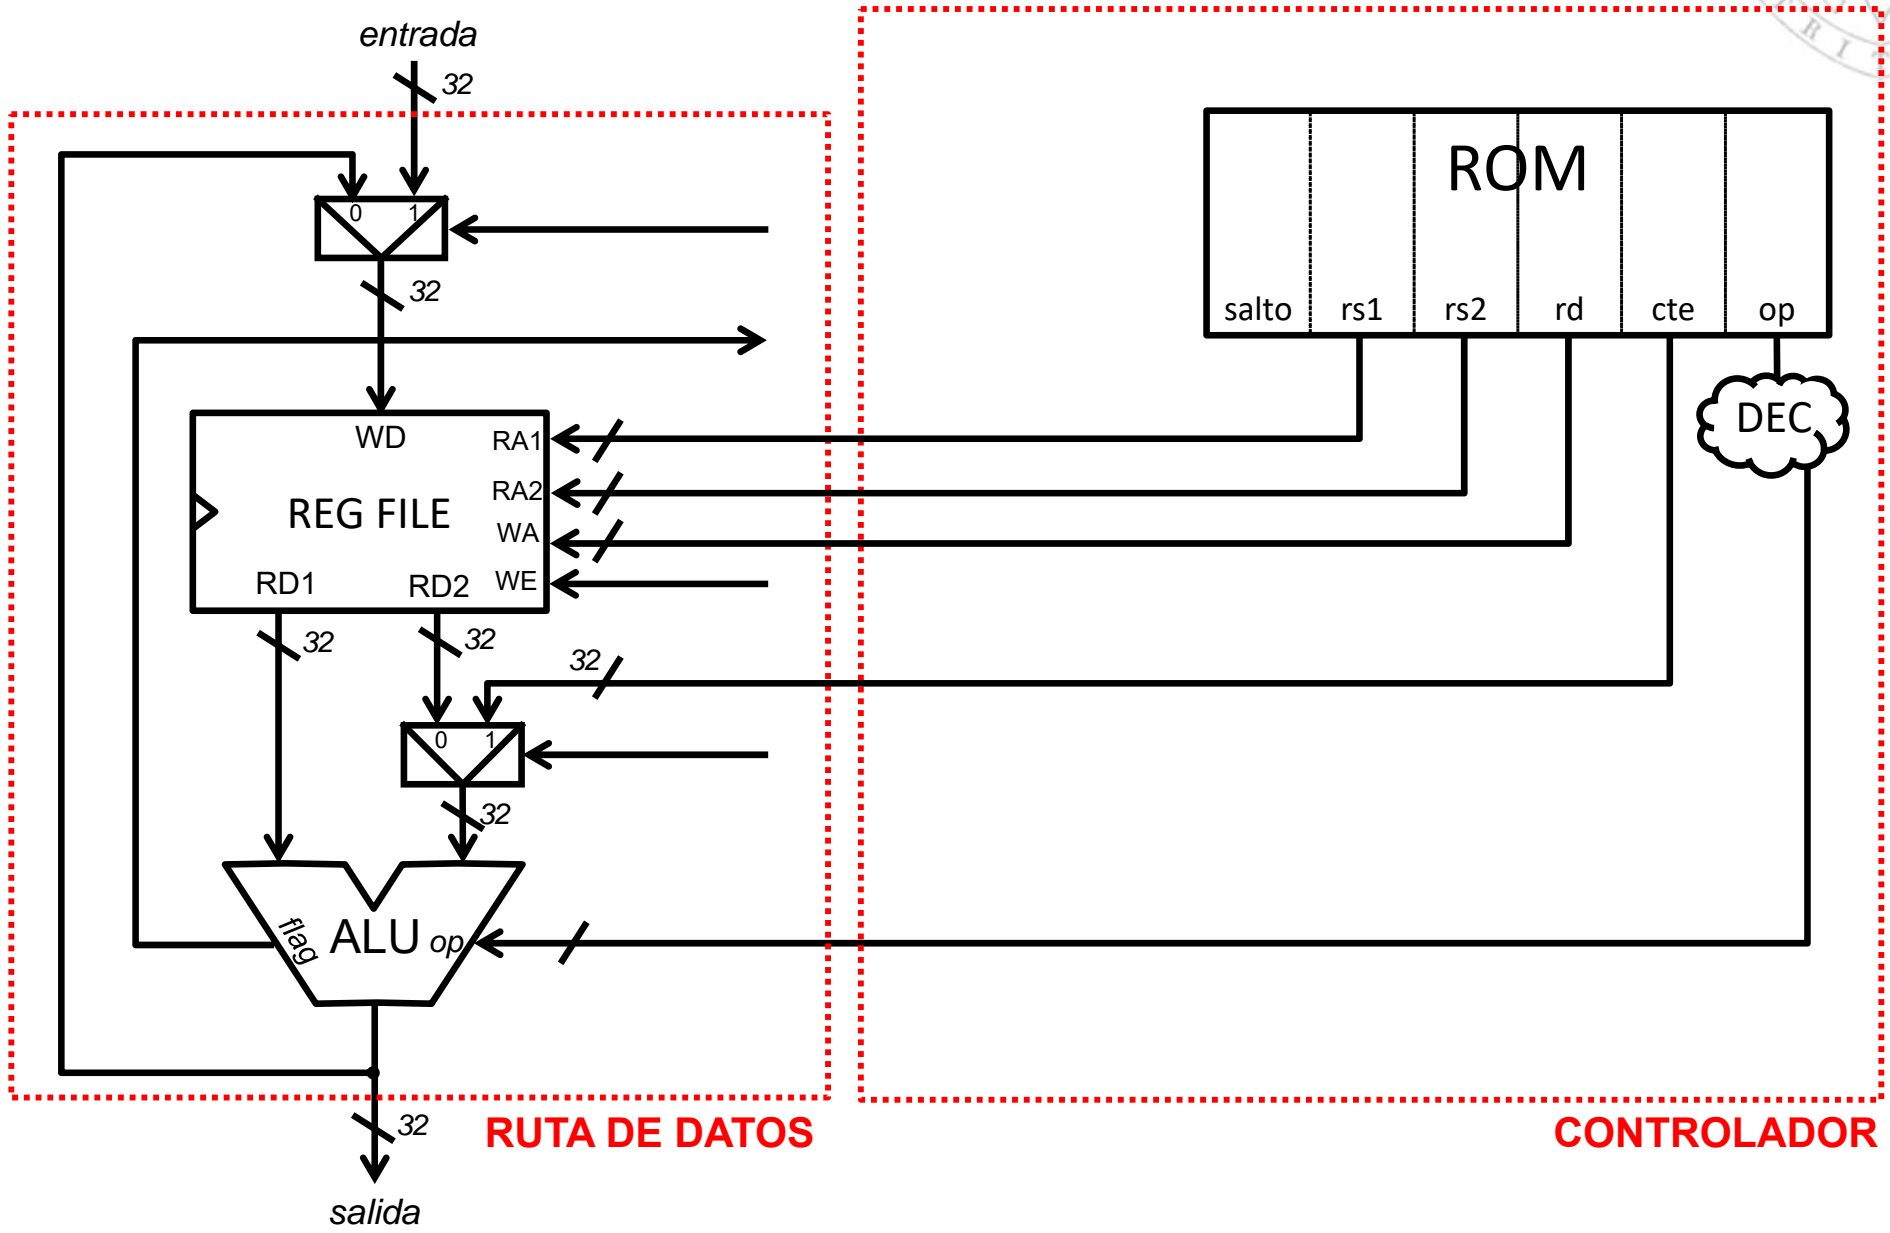 entrada
32
0 1
32
ROM
salto rs1 rs2 rd cte op
DEC
WD
RA1
RA2
REG FILE
WA
WE
RD1 RD2
32 32
32
0 1
32
flag ALU op
32
RUTA DE DATOS
CONTROLADOR
salida